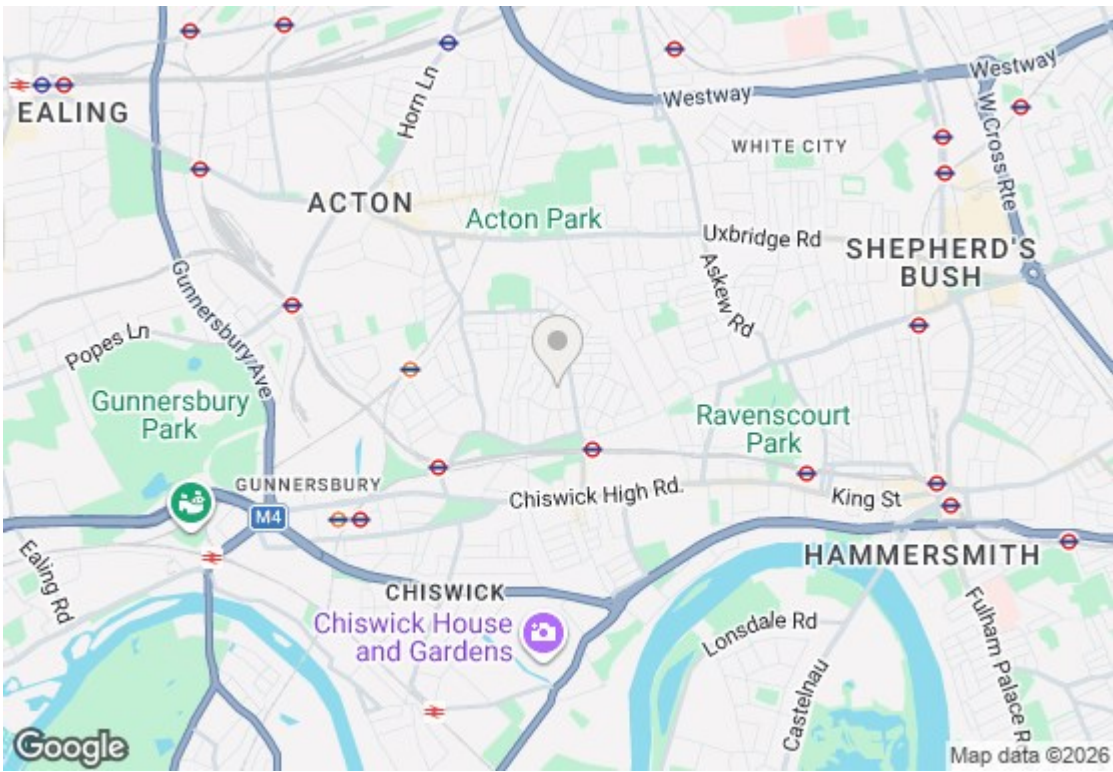 Westway
Westway
Horn Ln
EALING
W Cross Rte
WHITE CITY
ACTON
Acton Park
Uxbridge Rd
SHEPHERD'S
BUSH
Askew Rd
Gunnersbury Ave
Popes Ln
Gunnersbury
Park
Ravenscourt
Park
GUNNERSBURY
Chiswick High Rd.
King St
M4
Ealing Rd
HAMMERSMITH
CHISWICK
Chiswick House
and Gardens
Lonsdale Rd
Fulham Palace R
Castelnau
Google
Map data ©2026